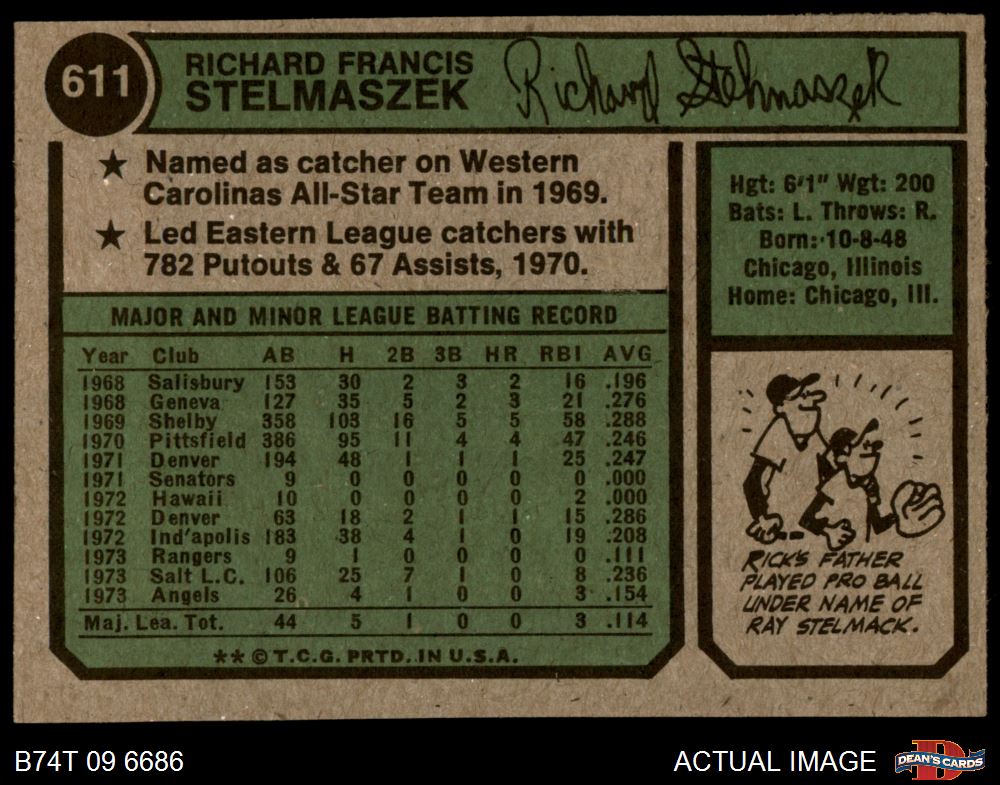 611
RICHARD FRANCIS
STELMASZEK
Richard Stelmaszek
★ Named as catcher on Western
Carolinas All-Star Team in 1969.
★ Led Eastern League catchers with
782 Putouts & 67 Assists, 1970.
Hgt: 6'1" Wgt: 200
Bats: L. Throws: R.
Born: 10-8-48
Chicago, Illinois
Home: Chicago, Ill.
MAJOR AND MINOR LEAGUE BATTING RECORD
Year Club AB H 2B 3B HR RBI AVG
1968 Salisbury 153 30 2 3 2 16 .196
1968 Geneva 127 35 5 2 3 21 .276
1969 Shelby 358 103 16 5 5 58 .288
1970 Pittsfield 386 95 11 4 4 47 .246
1971 Denver 194 48 1 1 1 25 .247
1971 Senators 9 0 0 0 0 0 .000
1972 Hawaii 10 0 0 0 0 2 .000
1972 Denver 63 18 2 1 1 15 .286
1972 Ind'apolis 183 38 4 1 0 19 .208
1973 Rangers 9 1 0 0 0 0 .111
1973 Salt L.C. 106 25 7 1 0 8 .236
1973 Angels 26 4 1 0 0 3 .154
Maj. Lea. Tot. 44 5 1 0 0 3 .114
** © T.C.G. PRTD. IN U.S.A.
RICK'S FATHER
PLAYED PRO BALL
UNDER NAME OF
RAY STELMACK.
B74T 09 6686
ACTUAL IMAGE
DEAN'S CARDS